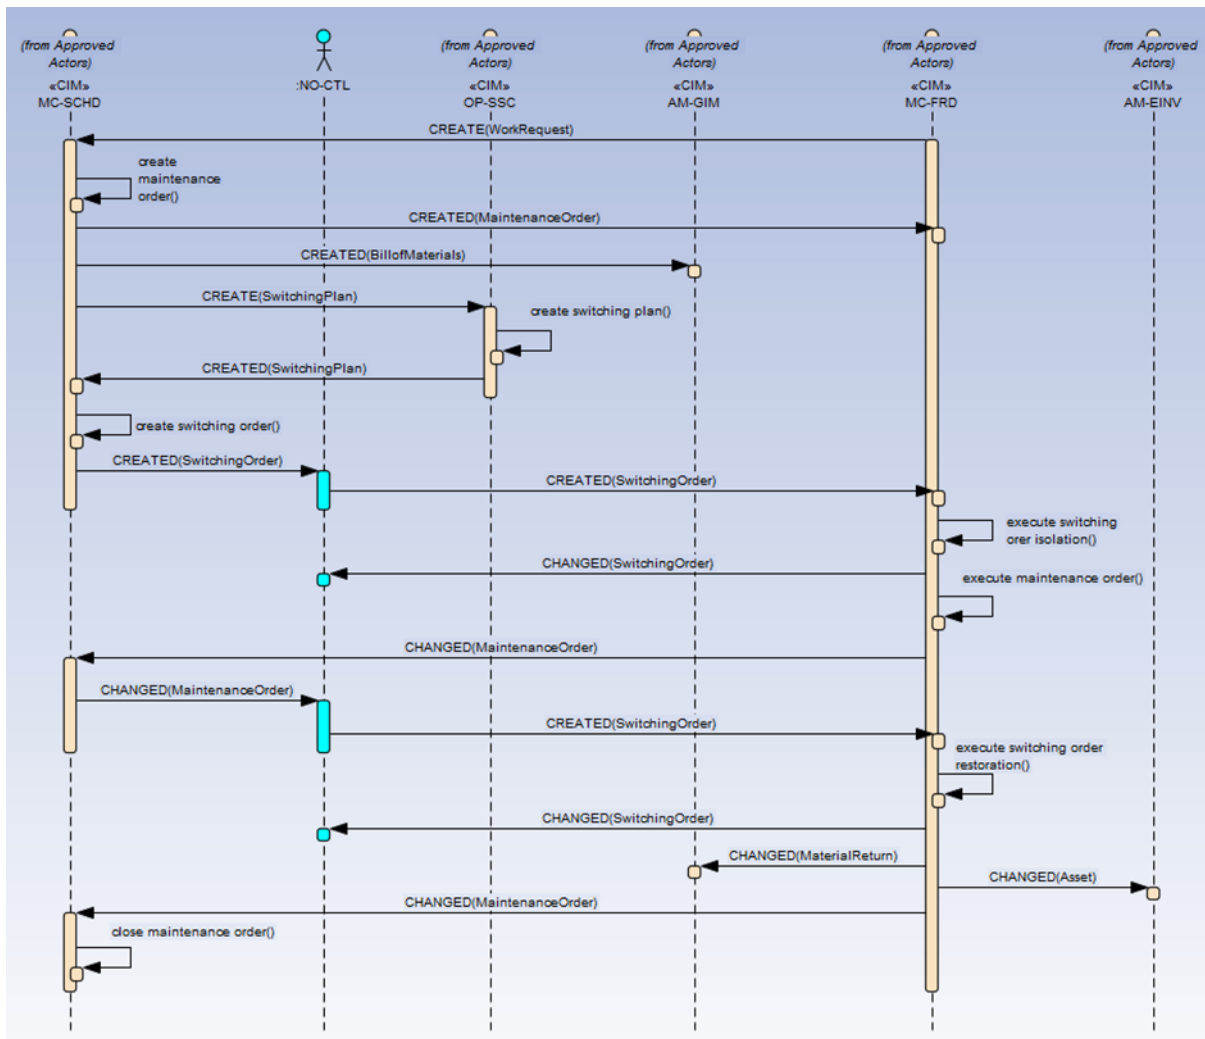 (from Approved
Actors)
«CIM»
MC-SCHD
:NO-CTL
(from Approved
Actors)
«CIM»
OP-SSC
(from Approved
Actors)
«CIM»
AM-GIM
(from Approved
Actors)
«CIM»
MC-FRD
(from Approved
Actors)
«CIM»
AM-EINV
CREATE(WorkRequest)
create
maintenance
order()
CREATED(MaintenanceOrder)
CREATED(BillofMaterials)
CREATE(SwitchingPlan)
create switching plan()
CREATED(SwitchingPlan)
create switching order()
CREATED(SwitchingOrder)
CREATED(SwitchingOrder)
execute switching
orer isolation()
CHANGED(SwitchingOrder)
execute maintenance order()
CHANGED(MaintenanceOrder)
CHANGED(MaintenanceOrder)
CREATED(SwitchingOrder)
execute switching order
restoration()
CHANGED(SwitchingOrder)
CHANGED(MaterialReturn)
CHANGED(Asset)
CHANGED(MaintenanceOrder)
close maintenance order()